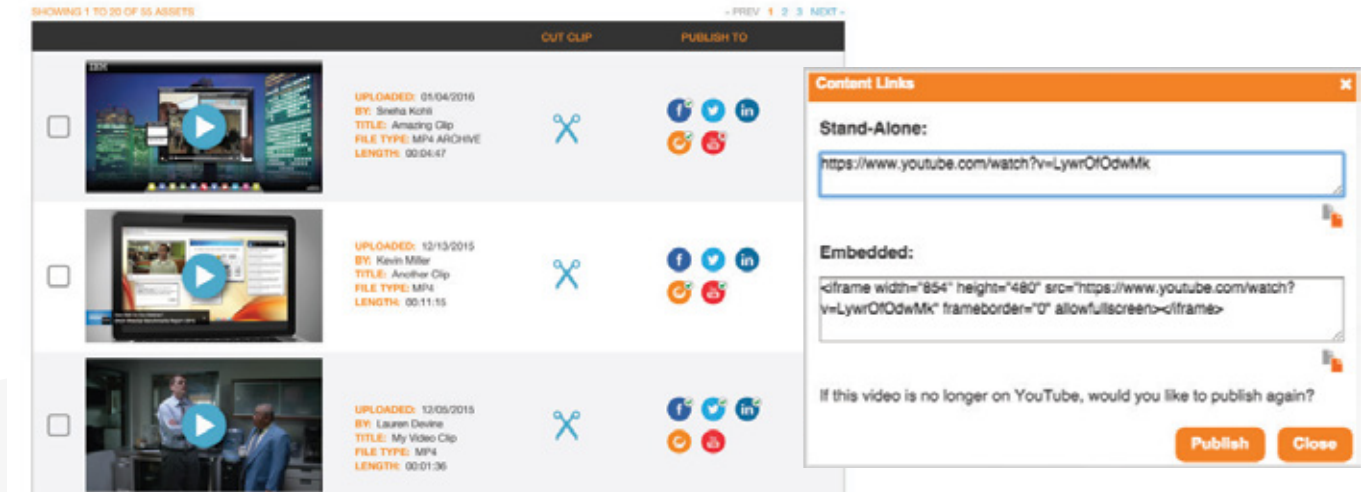 SHOWING 1 TO 20 OF 55 ASSETS
« PREV 1 2 3 NEXT »
CUT CLIP PUBLISH TO
IBM
UPLOADED: 01/04/2016
BY: Sneha Kohli
TITLE: Amazing Clip
FILE TYPE: MP4 ARCHIVE
LENGTH: 00:04:47
UPLOADED: 12/13/2015
BY: Kevin Miller
TITLE: Another Clip
FILE TYPE: MP4
LENGTH: 00:11:15
UPLOADED: 12/05/2015
BY: Lauren Devine
TITLE: My Video Clip
FILE TYPE: MP4
LENGTH: 00:01:36
Content Links
Stand-Alone:
https://www.youtube.com/watch?v=LywrOfOdwMk
Embedded:
<iframe width="854" height="480" src="https://www.youtube.com/watch?
v=LywrOfOdwMk" frameborder="0" allowfullscreen></iframe>
If this video is no longer on YouTube, would you like to publish again?
Publish Close